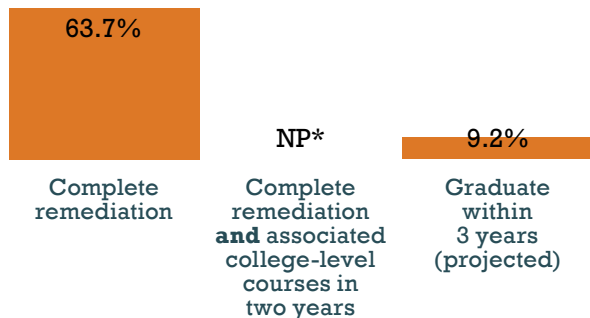 63.7%
NP*
9.2%
Complete
remediation
Complete
remediation
and associated
college-level
courses in
two years
Graduate
within
3 years
(projected)